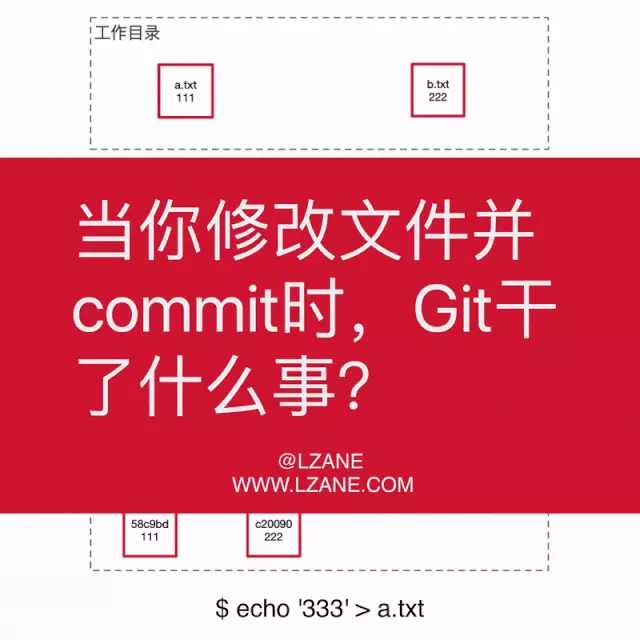 工作目录
a.txt
111
b.txt
222
当你修改文件并
commit时，Git干
了什么事？
@LZANE
WWW.LZANE.COM
58c9bd
111
c20090
222
$ echo '333' > a.txt